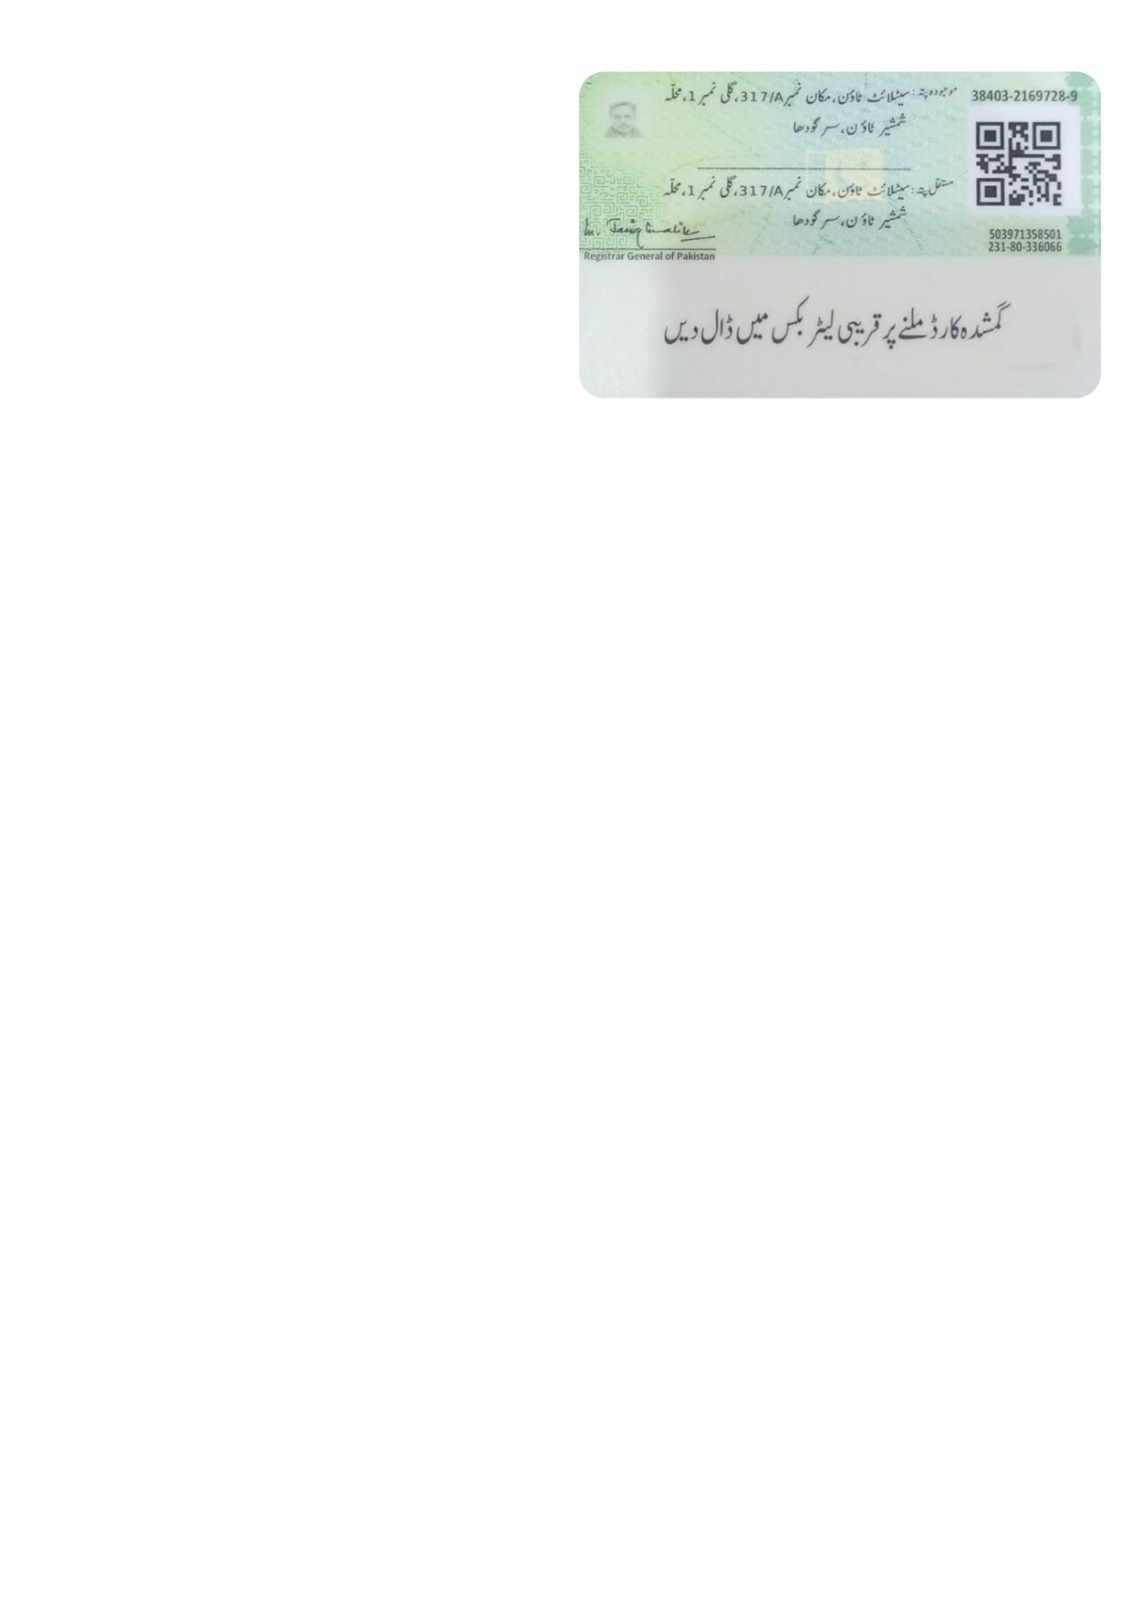 38403-2169728-9
موجودہ پتہ: سیٹلائٹ ٹاؤن، مکان نمبر 317/A، گلی نمبر 1، محلّہ
شمشیر ٹاؤن، سرگودھا
مستقل پتہ: سیٹلائٹ ٹاؤن، مکان نمبر 317/A، گلی نمبر 1، محلّہ
شمشیر ٹاؤن، سرگودھا
503971358501
231-80-336066
Registrar General of Pakistan
گمشدہ کارڈ ملنے پر قریبی لیٹر بکس میں ڈال دیں